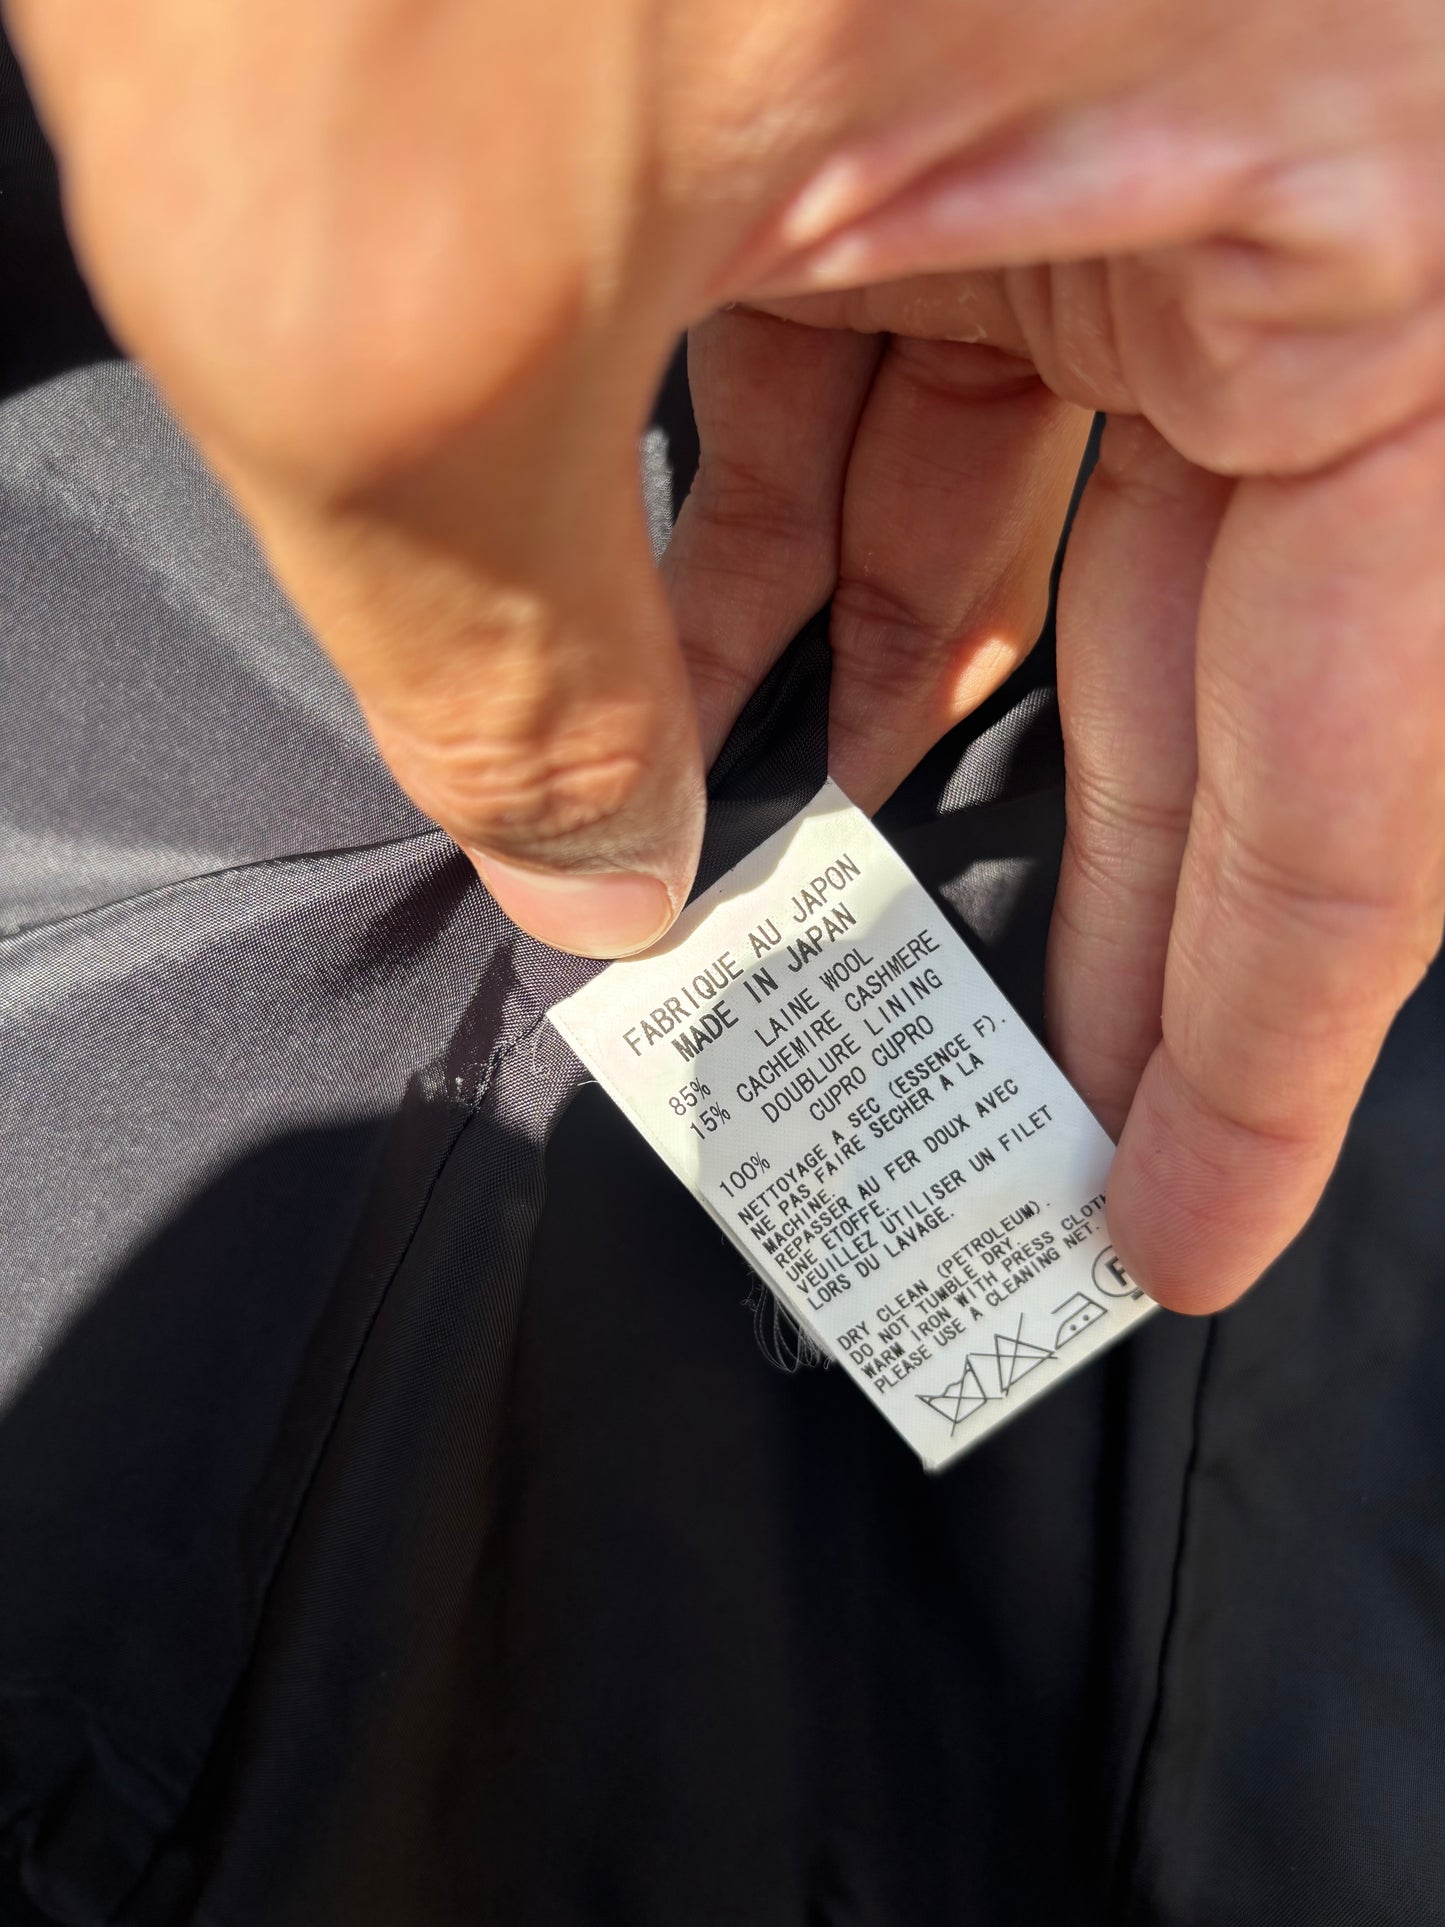 FABRIQUE AU JAPON
MADE IN JAPAN
85% LAINE WOOL
15% CACHEMIRE CASHMERE
DOUBLURE LINING
100% CUPRO CUPRO
NETTOYAGE A SEC (ESSENCE F).
NE PAS FAIRE SECHER A LA
MACHINE.
REPASSER AU FER DOUX AVEC
UNE ETOFFE.
VEUILLEZ UTILISER UN FILET
LORS DU LAVAGE.
DRY CLEAN (PETROLEUM).
DO NOT TUMBLE DRY.
WARM IRON WITH PRESS CLOTH
PLEASE USE A CLEANING NET.
F